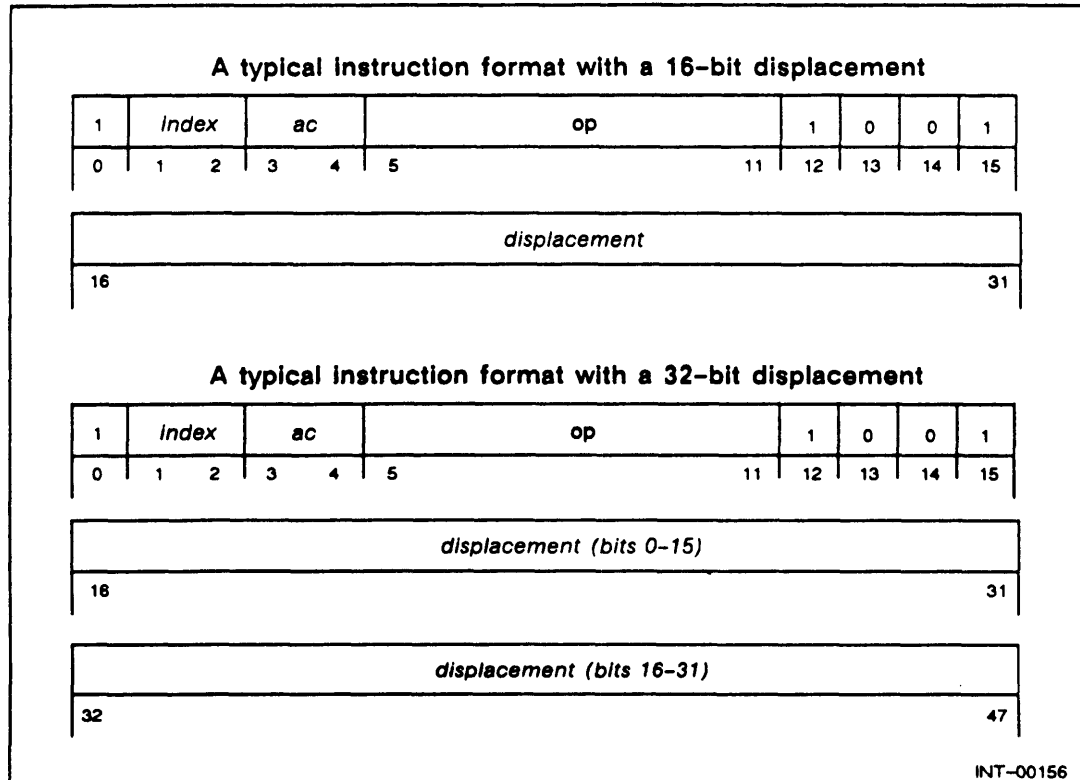 A typical instruction format with a 16-bit displacement
1 index ac op 1 0 0 1
0 1 2 3 4 5 11 12 13 14 15
displacement
16 31
A typical instruction format with a 32-bit displacement
1 index ac op 1 0 0 1
0 1 2 3 4 5 11 12 13 14 15
displacement (bits 0-15)
16 31
displacement (bits 16-31)
32 47
INT-00156